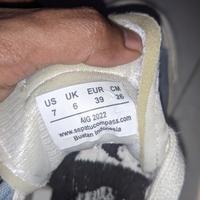 US UK EUR CM
7 6 39 26
AIG 2022
www.sepatucompass.com
Buatan Indonesia